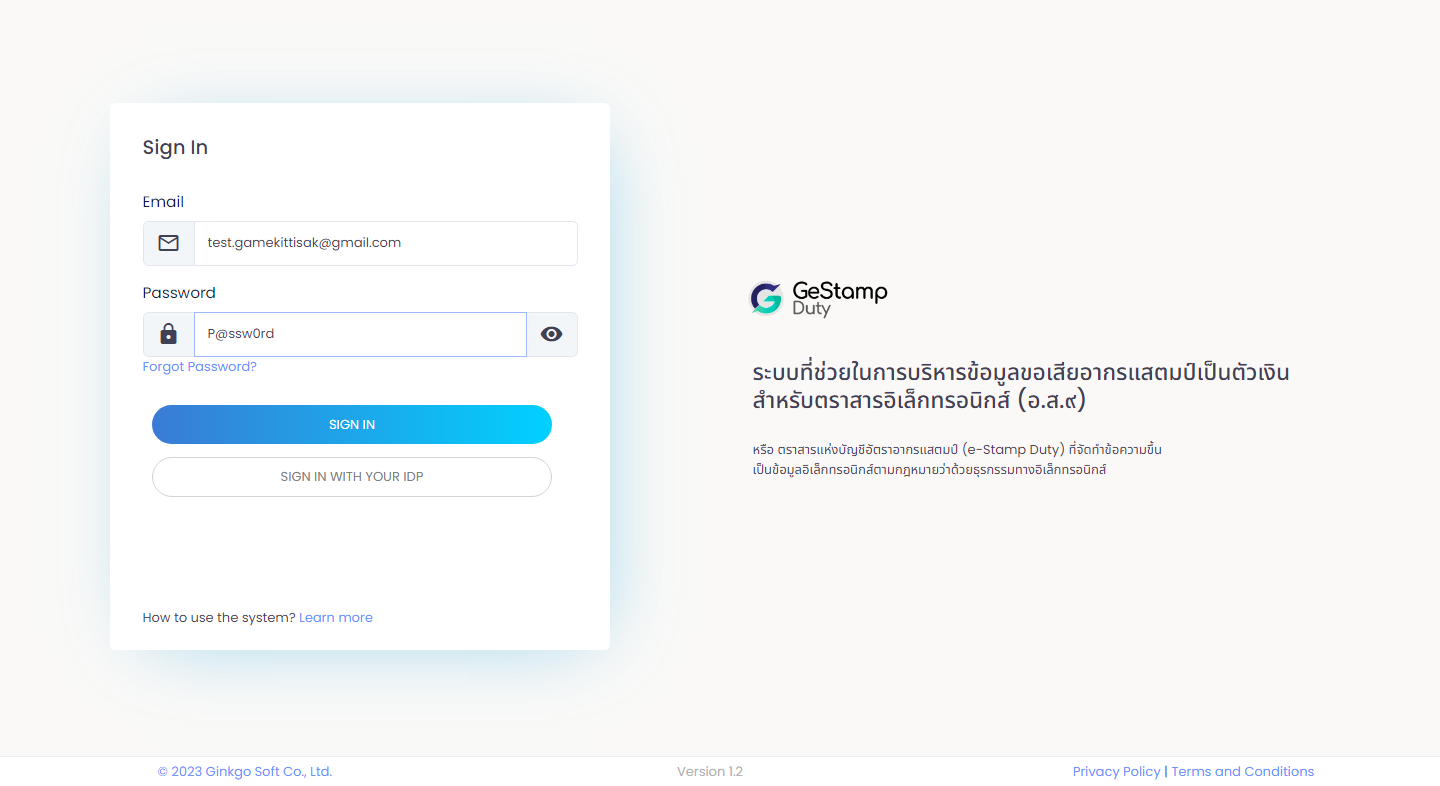 Sign In
Email
test.gamekittisak@gmail.com
Password
P@ssw0rd
Forgot Password?
SIGN IN
SIGN IN WITH YOUR IDP
How to use the system? Learn more
GeStamp
Duty
ระบบที่ช่วยในการบริหารข้อมูลขอเสียอากรแสตมป์เป็นตัวเงิน
สำหรับตราสารอิเล็กทรอนิกส์ (อ.ส.๙)
หรือ ตราสารแห่งบัญชีอัตราอากรแสตมป์ (e-Stamp Duty) ที่จัดทำข้อความขึ้น
เป็นข้อมูลอิเล็กทรอนิกส์ตามกฎหมายว่าด้วยธุรกรรมทางอิเล็กทรอนิกส์
© 2023 Ginkgo Soft Co., Ltd.
Version 1.2
Privacy Policy | Terms and Conditions